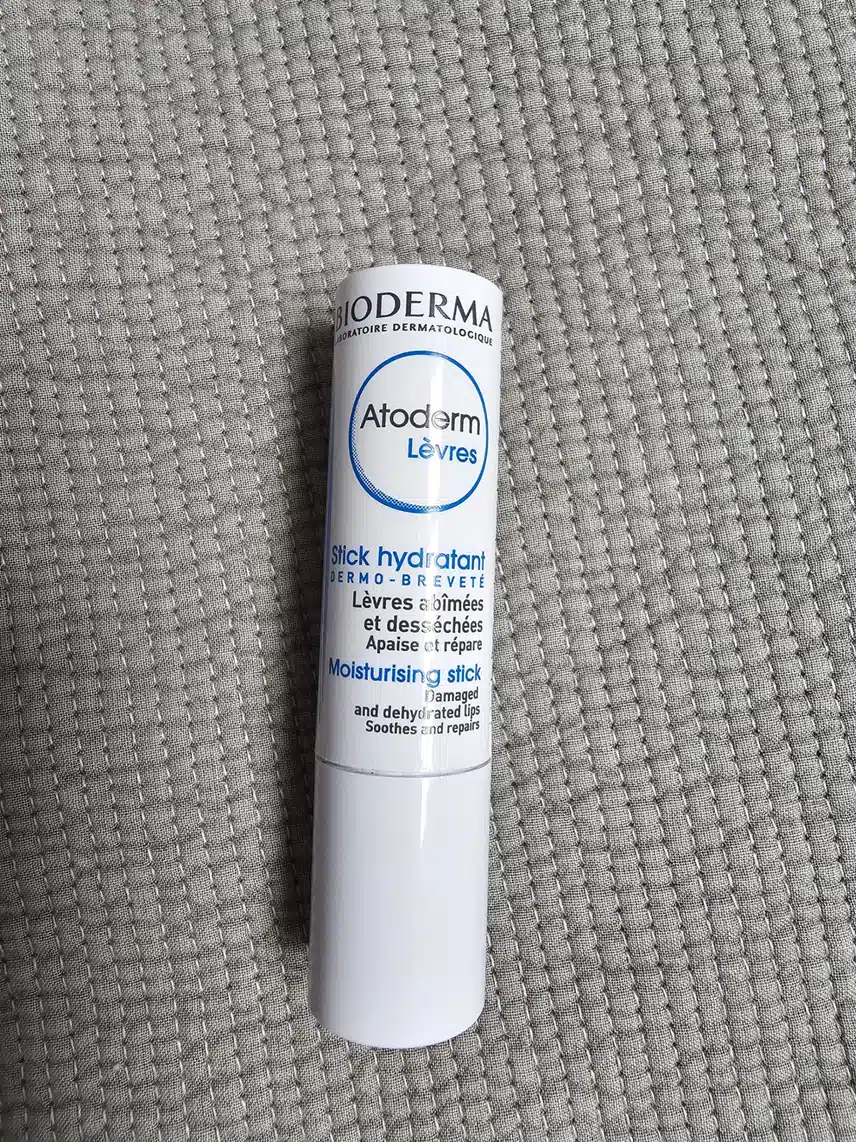 BIODERMA
LABORATOIRE DERMATOLOGIQUE
Atoderm
Lèvres
Stick hydratant
DERMO-BREVETÉ
Lèvres abîmées
et desséchées
Apaise et répare
Moisturising stick
Damaged
and dehydrated lips
Soothes and repairs